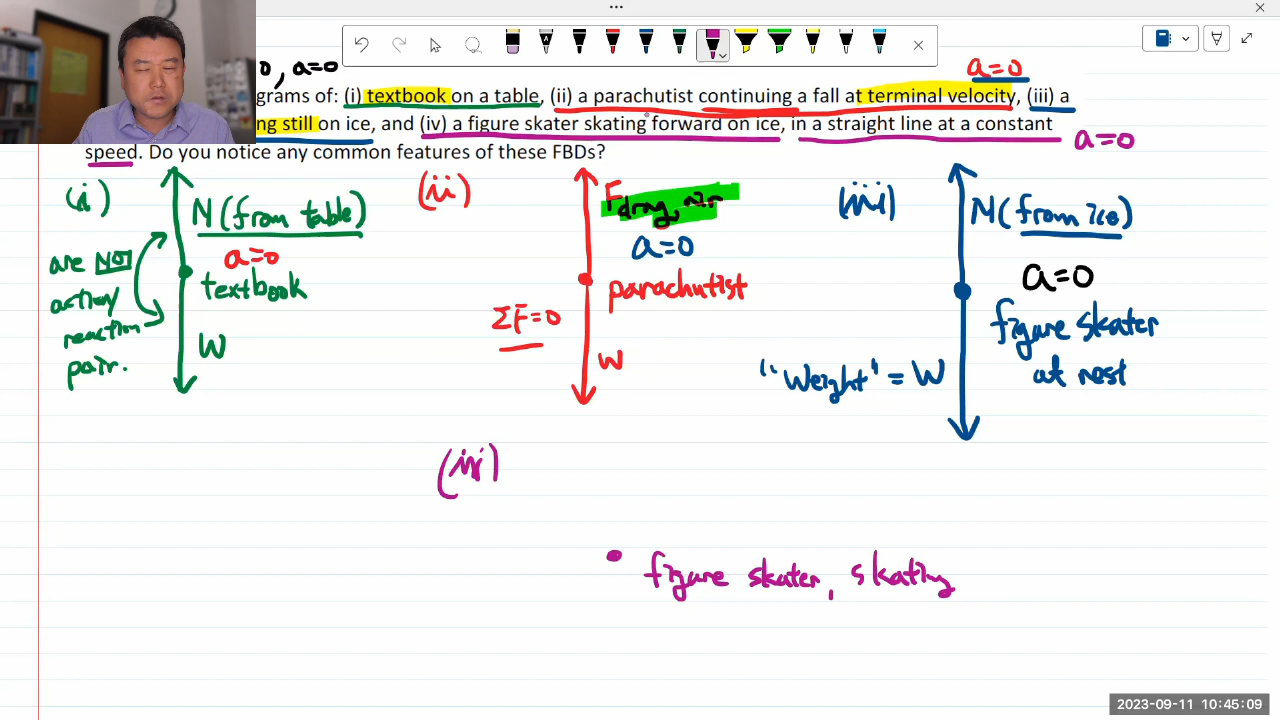 0, a=0
a=0
grams of: (i) textbook on a table, (ii) a parachutist continuing a fall at terminal velocity, (iii) a
ng still on ice, and (iv) a figure skater skating forward on ice, in a straight line at a constant
a=0
speed. Do you notice any common features of these FBDs?
(i)
N (from table)
a=0
textbook
are NOT
action/
reaction
pair.
W
(ii)
F drag, air
a=0
parachutist
ΣF=0
W
(iii)
N (from ice)
a=0
figure skater
at rest
"Weight" = W
(iv)
figure skater, skating
2023-09-11 10:45:09